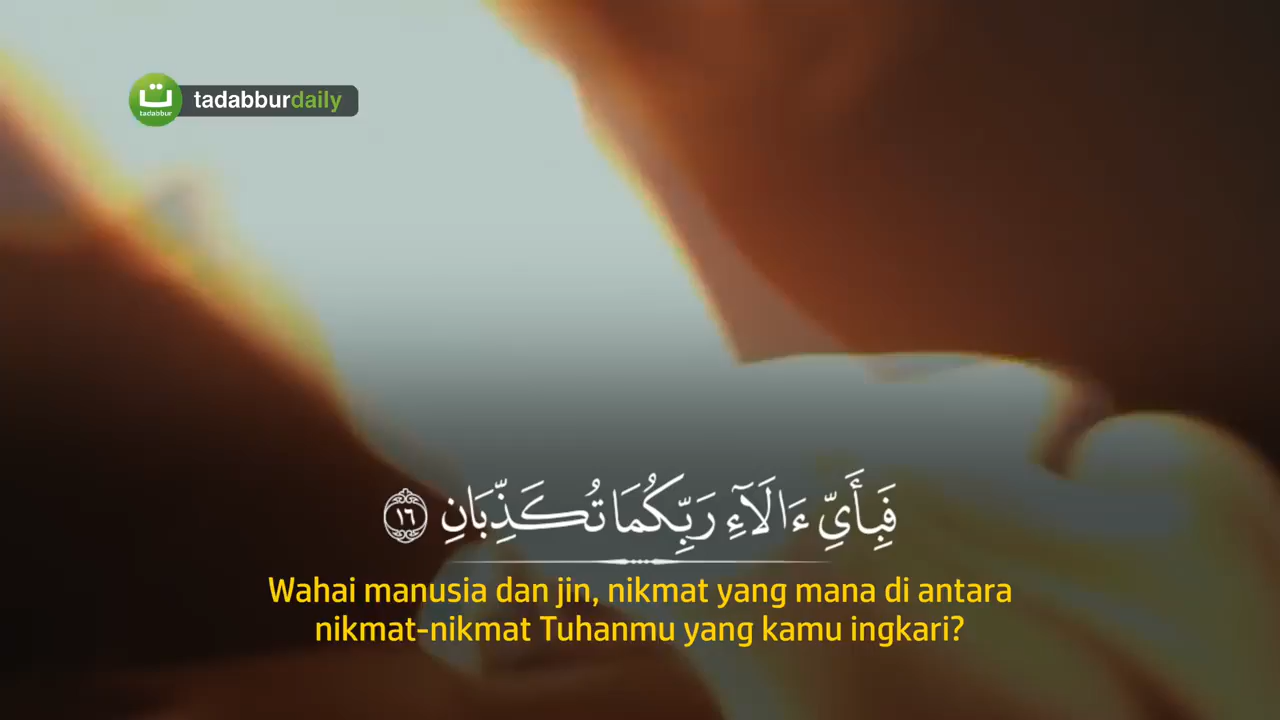 ت
tadabbur
tadabburdaily
فَبِأَيِّ ءَالَآءِ رَبِّكُمَا تُكَذِّبَانِ ١٦
Wahai manusia dan jin, nikmat yang mana di antara
nikmat-nikmat Tuhanmu yang kamu ingkari?